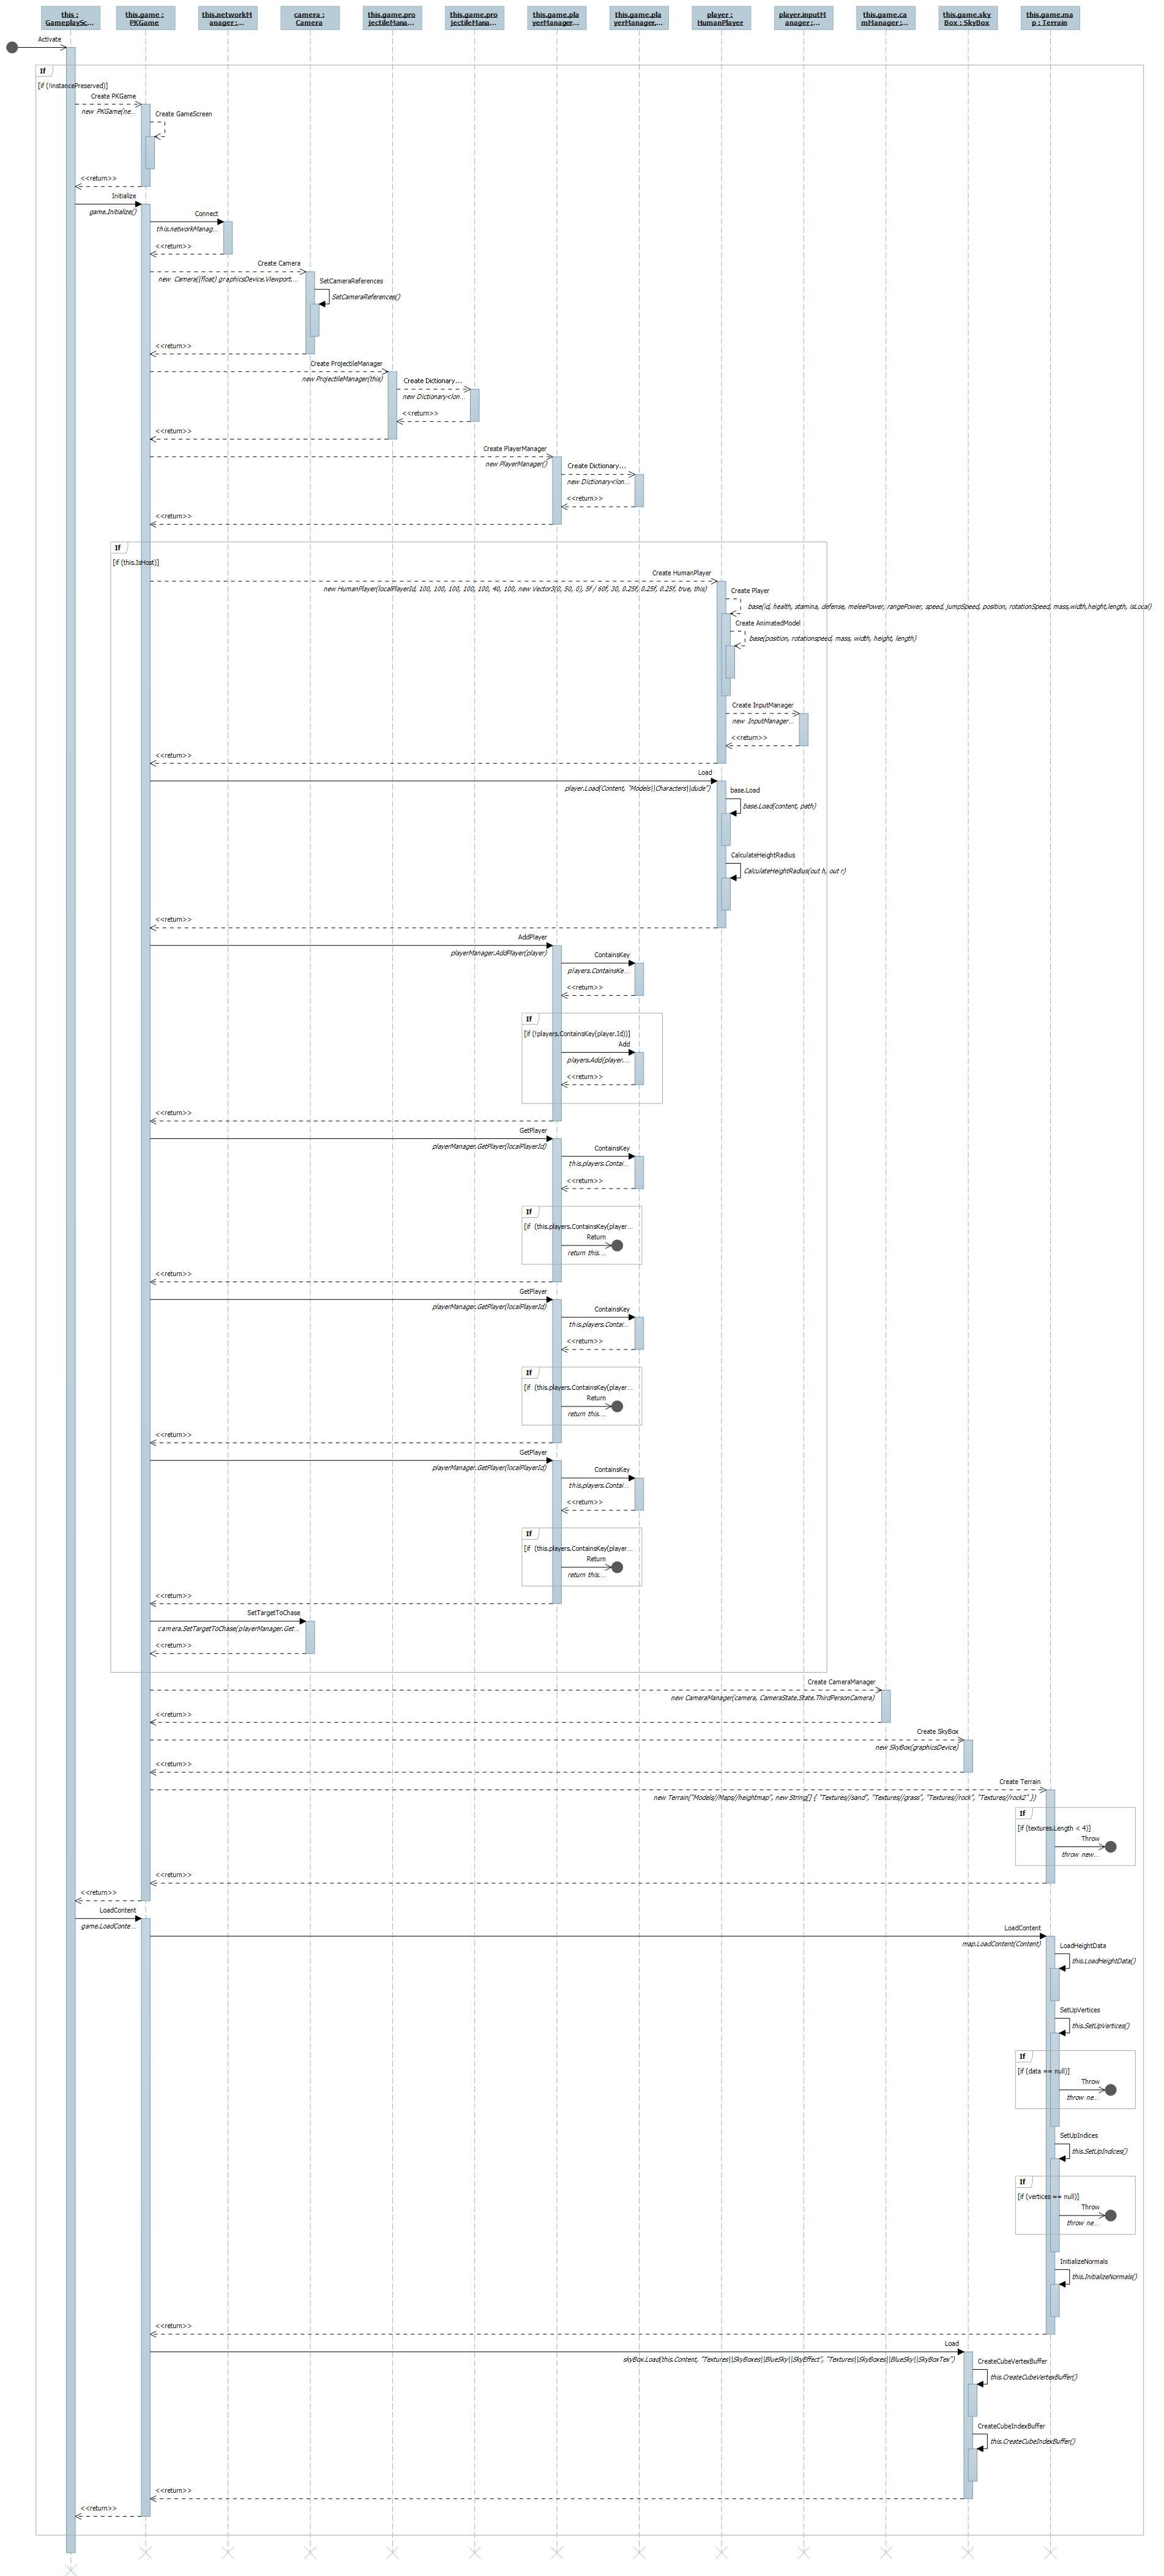 this :
GameplaySc...
this.game :
PKGame
this.networkM
anager :...
camera :
Camera
this.game.pro
jectileMana...
this.game.pro
jectileMana...
this.game.pla
yerManager...
this.game.pla
yerManager...
player :
HumanPlayer
player.inputM
anager :...
this.game.ca
mManager :...
this.game.sky
Box : SkyBox
this.game.ma
p : Terrain
Activate
If
[if (!instancePreserved)]
Create PKGame
new PKGame(ne...
Create GameScreen
<<return>>
Initialize
game.Initialize()
Connect
this.networkManag...
<<return>>
Create Camera
new Camera((float) graphicsDevice.Viewport....
SetCameraReferences
SetCameraReferences()
<<return>>
Create ProjectileManager
new ProjectileManager(this)
Create Dictionary...
new Dictionary<lon...
<<return>>
<<return>>
Create PlayerManager
new PlayerManager()
Create Dictionary...
new Dictionary<lon...
<<return>>
<<return>>
If
[if (this.IsHost)]
Create HumanPlayer
new HumanPlayer(localPlayerId, 100, 100, 100, 100, 100, 40, 100, new Vector3(0, 50, 0), 5f / 60f, 30, 0.25f, 0.25f, 0.25f, true, this)
Create Player
base(id, health, stamina, defense, meleePower, rangePower, speed, jumpSpeed, position, rotationSpeed, mass,width,height,length, isLocal)
Create AnimatedModel
base(position, rotationspeed, mass, width, height, length)
Create InputManager
new InputManager...
<<return>>
<<return>>
Load
player.Load(Content, "Models||Characters||dude")
base.Load
base.Load(content, path)
CalculateHeightRadius
CalculateHeightRadius(out h, out r)
<<return>>
AddPlayer
playerManager.AddPlayer(player)
ContainsKey
players.ContainsKe...
<<return>>
If
[if (!players.ContainsKey(player.Id))]
Add
players.Add(player....
<<return>>
<<return>>
GetPlayer
playerManager.GetPlayer(localPlayerId)
ContainsKey
this.players.Contai...
<<return>>
If
[if (this.players.ContainsKey(player...
Return
return this....
<<return>>
GetPlayer
playerManager.GetPlayer(localPlayerId)
ContainsKey
this.players.Contai...
<<return>>
If
[if (this.players.ContainsKey(player...
Return
return this....
<<return>>
GetPlayer
playerManager.GetPlayer(localPlayerId)
ContainsKey
this.players.Contai...
<<return>>
If
[if (this.players.ContainsKey(player...
Return
return this....
<<return>>
SetTargetToChase
camera.SetTargetToChase(playerManager.Get...
<<return>>
Create CameraManager
new CameraManager(camera, CameraState.State.ThirdPersonCamera)
<<return>>
Create SkyBox
new SkyBox(graphicsDevice)
<<return>>
Create Terrain
new Terrain("Models//Maps//heightmap", new String[] { "Textures//sand", "Textures//grass", "Textures//rock", "Textures//rock2" })
If
[if (textures.Length < 4)]
Throw
throw new...
<<return>>
<<return>>
LoadContent
game.LoadConte...
LoadContent
map.LoadContent(Content)
LoadHeightData
this.LoadHeightData()
SetUpVertices
this.SetUpVertices()
If
[if (data == null)]
Throw
throw ne...
SetUpIndices
this.SetUpIndices()
If
[if (vertices == null)]
Throw
throw ne...
InitializeNormals
this.InitializeNormals()
<<return>>
Load
skyBox.Load(this.Content, "Textures||SkyBoxes||BlueSky||SkyEffect", "Textures||SkyBoxes||BlueSky||SkyBoxTex")
CreateCubeVertexBuffer
this.CreateCubeVertexBuffer()
CreateCubeIndexBuffer
this.CreateCubeIndexBuffer()
<<return>>
<<return>>